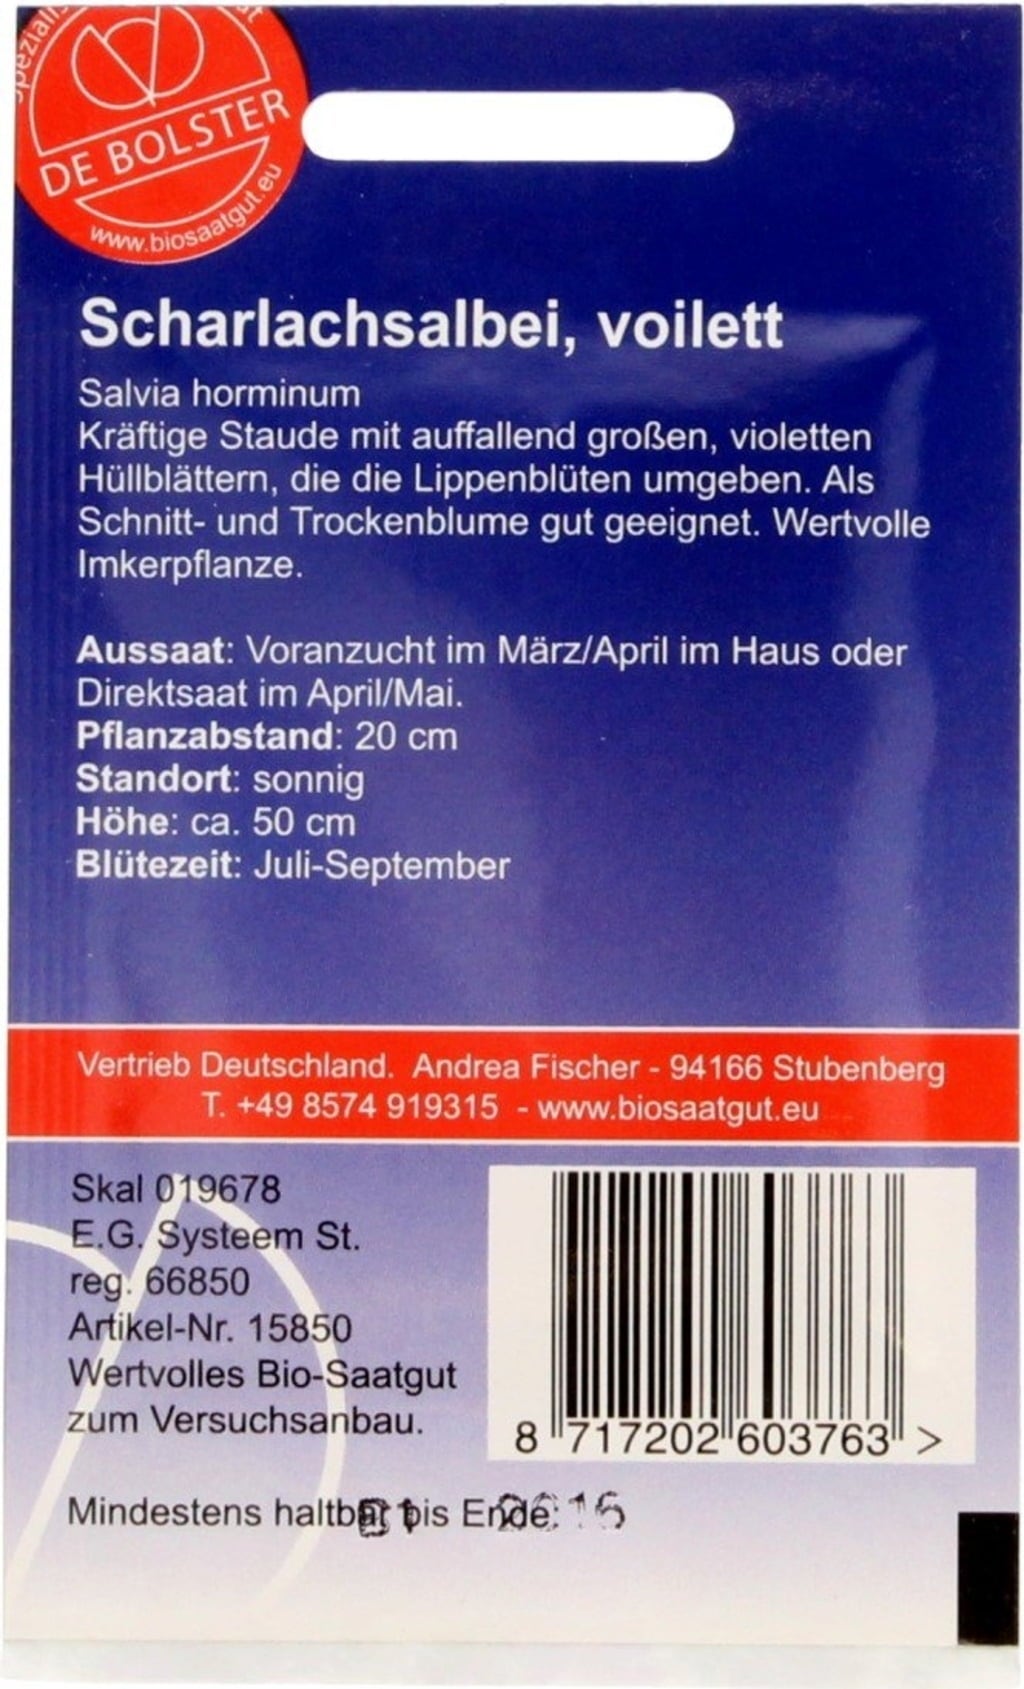 DE BOLSTER
www.biosaatgut.eu
Scharlachsalbei, voilett
Salvia horminum
Kräftige Staude mit auffallend großen, violetten
Hüllblättern, die die Lippenblüten umgeben. Als
Schnitt- und Trockenblume gut geeignet. Wertvolle
Imkerpflanze.
Aussaat: Voranzucht im März/April im Haus oder
Direktsaat im April/Mai.
Pflanzabstand: 20 cm
Standort: sonnig
Höhe: ca. 50 cm
Blütezeit: Juli-September
Vertrieb Deutschland. Andrea Fischer - 94166 Stubenberg
T. +49 8574 919315 - www.biosaatgut.eu
Skal 019678
E.G. Systeem St.
reg. 66850
Artikel-Nr. 15850
Wertvolles Bio-Saatgut
zum Versuchsanbau.
8 717202 603763 >
Mindestens haltbar bis Ende: